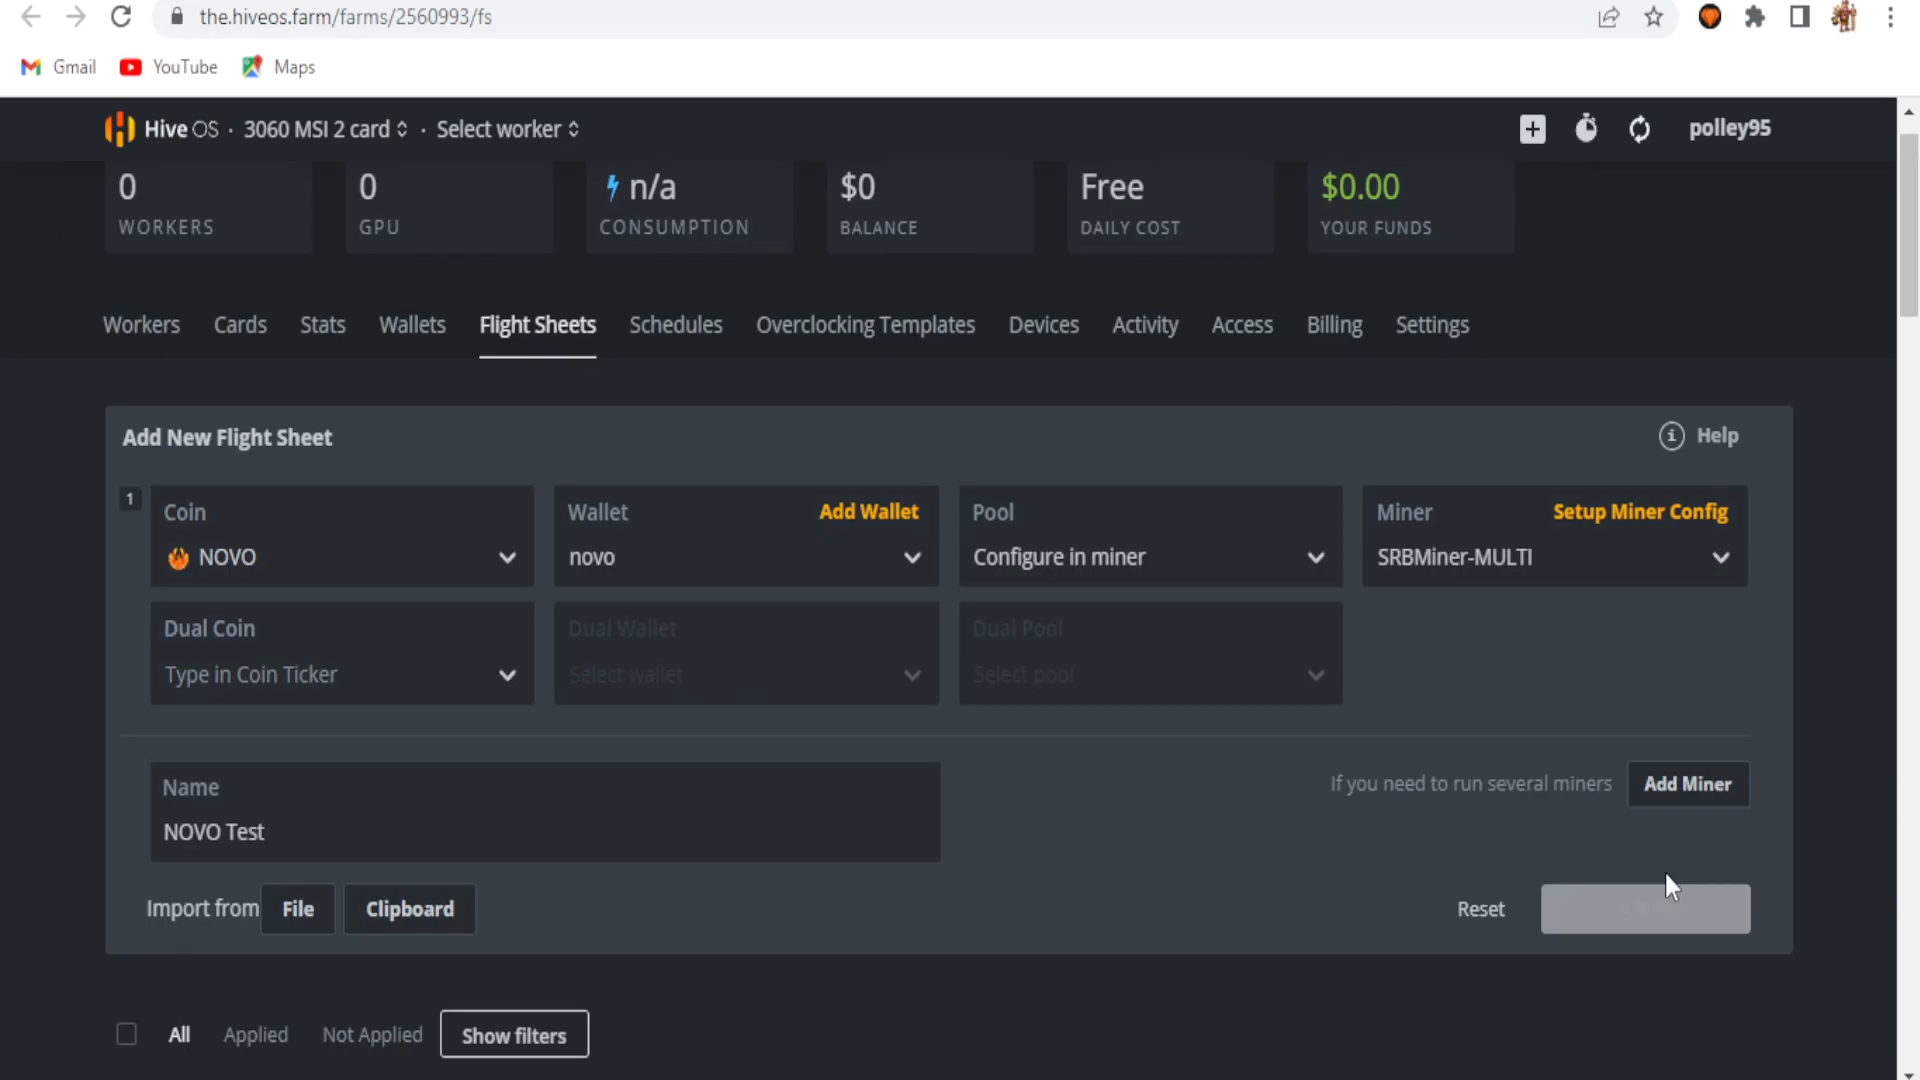 the.hiveos.farm/farms/2560993/fs
Gmail YouTube Maps
Hive OS · 3060 MSI 2 card · Select worker polley95
0 0 n/a $0 Free $0.00
WORKERS GPU CONSUMPTION BALANCE DAILY COST YOUR FUNDS
Workers Cards Stats Wallets Flight Sheets Schedules Overclocking Templates Devices Activity Access Billing Settings
Add New Flight Sheet Help
1 Coin Wallet Add Wallet Pool Miner Setup Miner Config
NOVO novo Configure in miner SRBMiner-MULTI
Dual Coin Dual Wallet Dual Pool
Type in Coin Ticker Select wallet Select pool
Name
If you need to run several miners Add Miner
NOVO Test
Import from File Clipboard Reset
All Applied Not Applied Show filters